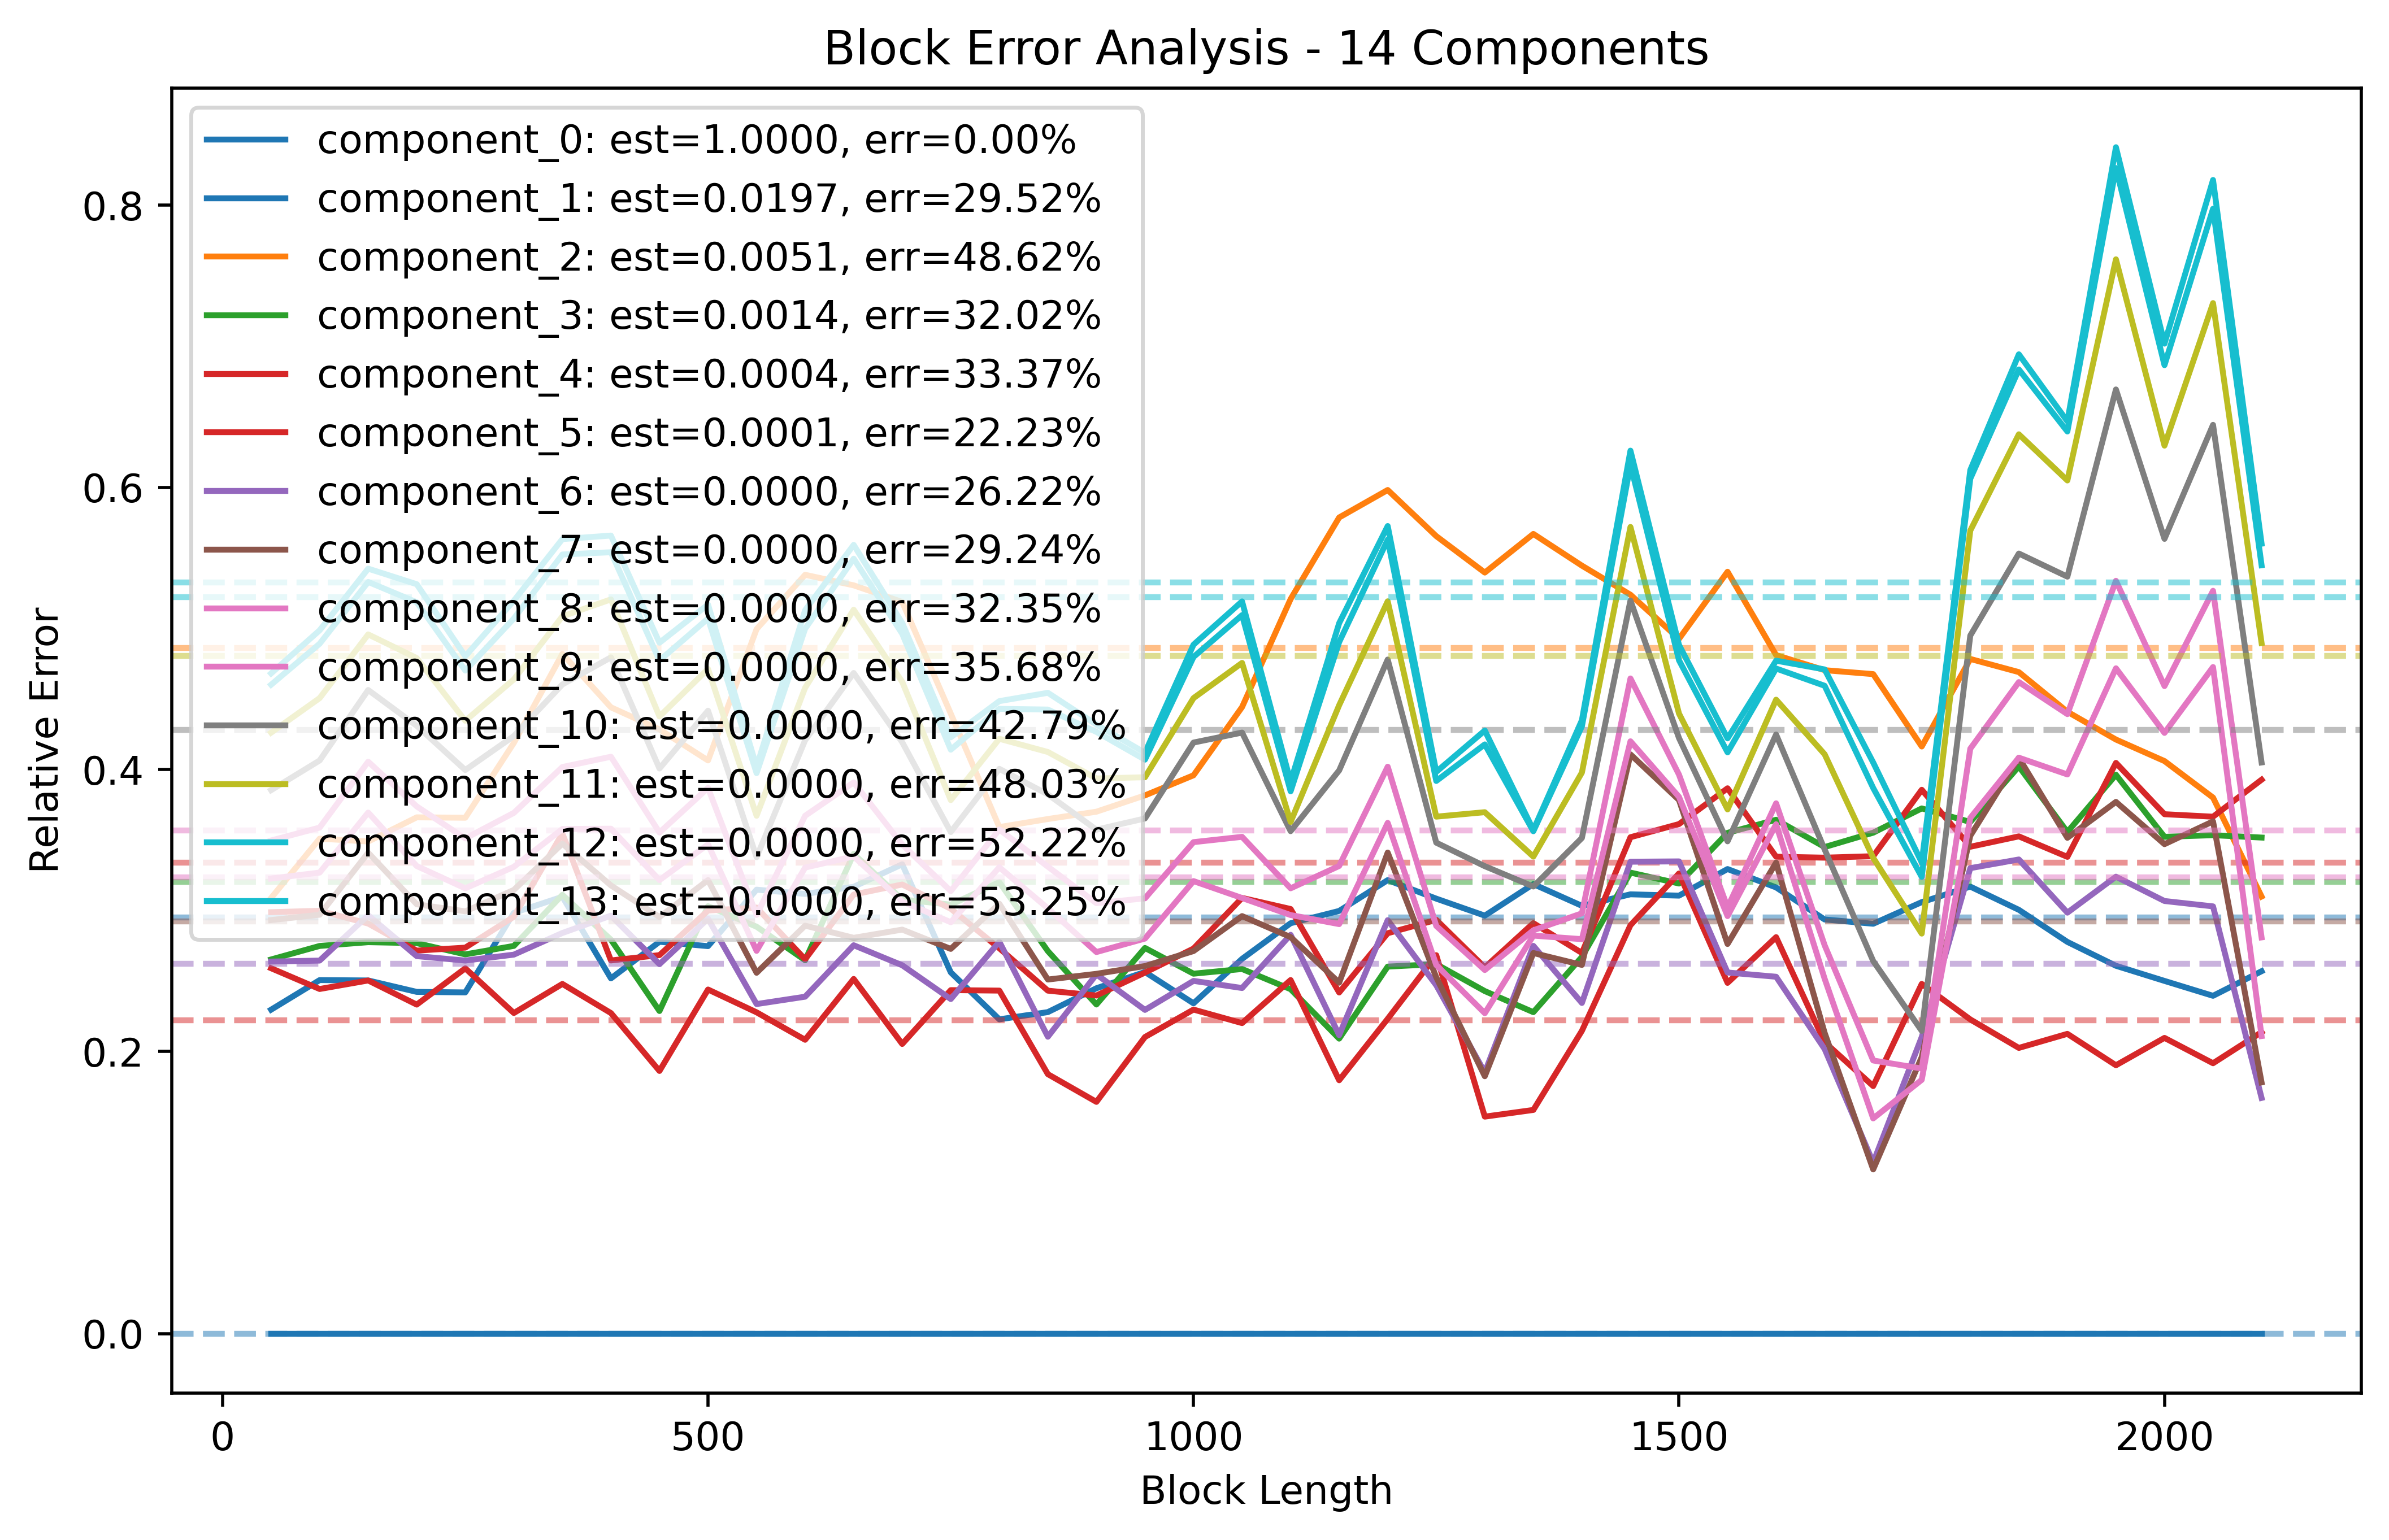 Block Error Analysis - 14 Components
component_0: est=1.0000, err=0.00%
component_1: est=0.0197, err=29.52%
component_2: est=0.0051, err=48.62%
component_3: est=0.0014, err=32.02%
component_4: est=0.0004, err=33.37%
component_5: est=0.0001, err=22.23%
component_6: est=0.0000, err=26.22%
component_7: est=0.0000, err=29.24%
component_8: est=0.0000, err=32.35%
component_9: est=0.0000, err=35.68%
component_10: est=0.0000, err=42.79%
component_11: est=0.0000, err=48.03%
component_12: est=0.0000, err=52.22%
component_13: est=0.0000, err=53.25%
Relative Error
0.8
0.6
0.4
0.2
0.0
0 500 1000 1500 2000
Block Length